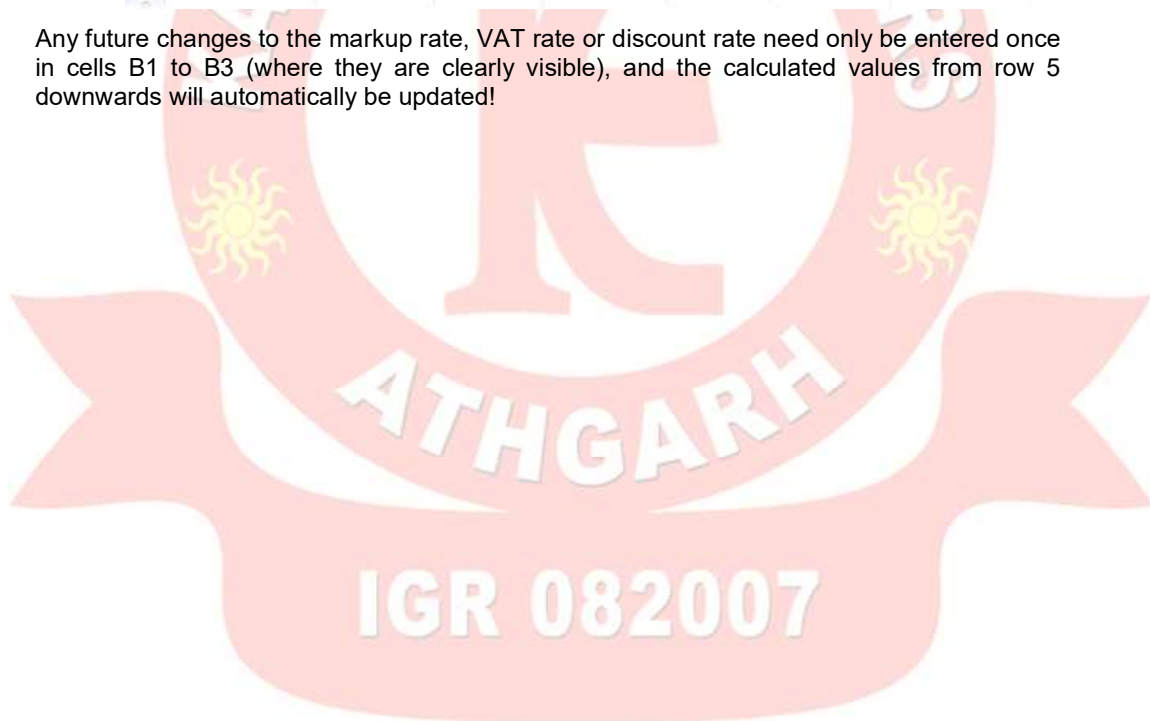 Any future changes to the markup rate, VAT rate or discount rate need only be entered once
in cells B1 to B3 (where they are clearly visible), and the calculated values from row 5
downwards will automatically be updated!
ATHGARH
IGR 082007